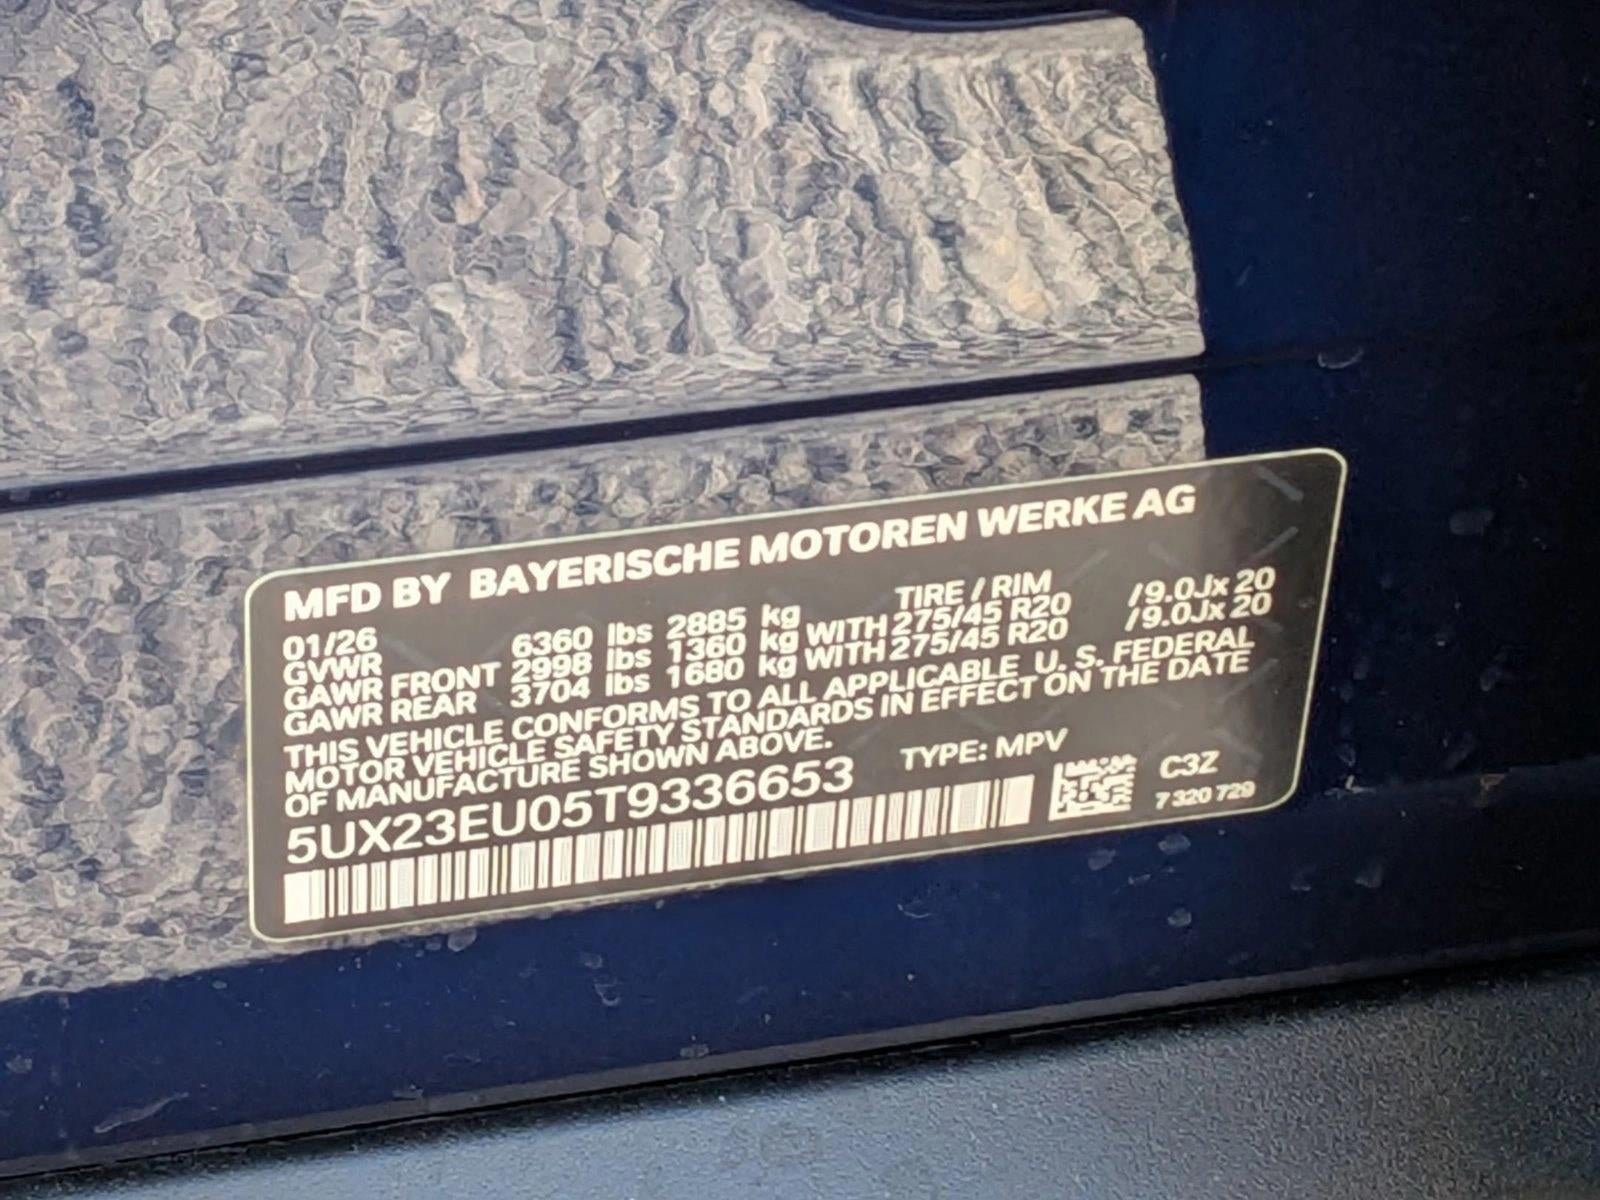 MFD BY BAYERISCHE MOTOREN WERKE AG
01/26 TIRE / RIM
GVWR 6360 lbs 2885 kg
GAWR FRONT 2998 lbs 1360 kg WITH 275/45 R20 /9.0Jx 20
GAWR REAR 3704 lbs 1680 kg WITH 275/45 R20 /9.0Jx 20
THIS VEHICLE CONFORMS TO ALL APPLICABLE U. S. FEDERAL
MOTOR VEHICLE SAFETY STANDARDS IN EFFECT ON THE DATE
OF MANUFACTURE SHOWN ABOVE.
5UX23EU05T9336653 TYPE: MPV
C3Z
7 320 729